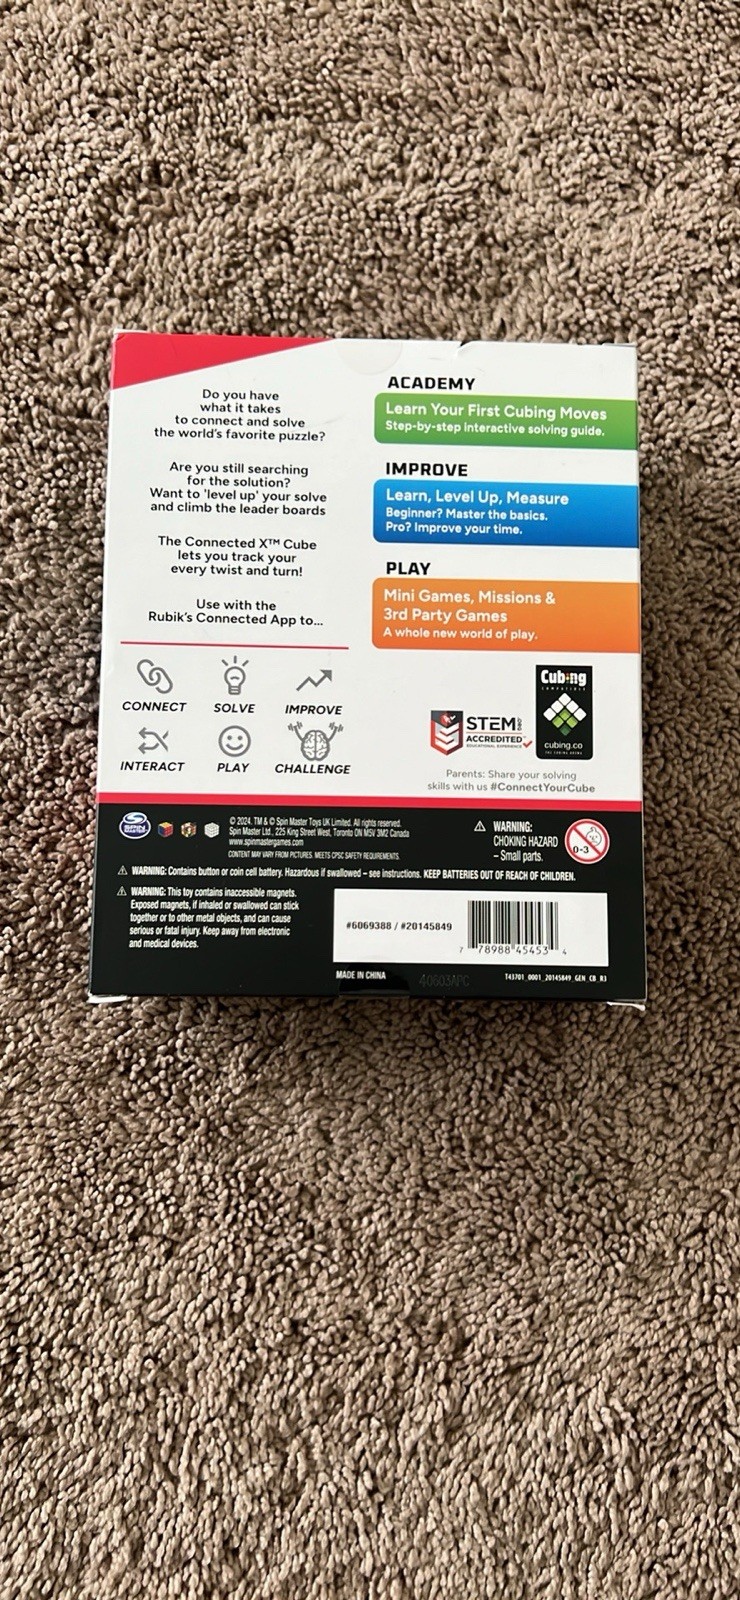 Do you have
what it takes
to connect and solve
the world's favorite puzzle?
Are you still searching
for the solution?
Want to 'level up' your solve
and climb the leader boards
The Connected X™ Cube
lets you track your
every twist and turn!
Use with the
Rubik's Connected App to...
CONNECT
SOLVE
IMPROVE
INTERACT
PLAY
CHALLENGE
ACADEMY
Learn Your First Cubing Moves
Step-by-step interactive solving guide.
IMPROVE
Learn, Level Up, Measure
Beginner? Master the basics.
Pro? Improve your time.
PLAY
Mini Games, Missions &
3rd Party Games
A whole new world of play.
STEM
ACCREDITED™
EDUCATIONAL EXPERIENCE
Cubing
COMPATIBLE
cubing.co
Parents: Share your solving
skills with us #ConnectYourCube
SPIN
MASTER
© 2024. TM & © Spin Master Toys UK Limited. All rights reserved.
Spin Master Ltd., 225 King Street West, Toronto ON M5V 3M2 Canada
www.spinmastergames.com
CONTENT MAY VARY FROM PICTURES. MEETS CPSC SAFETY REQUIREMENTS.
⚠ WARNING:
CHOKING HAZARD
– Small parts.
0-3
⚠ WARNING: Contains button or coin cell battery. Hazardous if swallowed – see instructions. KEEP BATTERIES OUT OF REACH OF CHILDREN.
⚠ WARNING: This toy contains inaccessible magnets.
Exposed magnets, if inhaled or swallowed can stick
together or to other metal objects, and can cause
serious or fatal injury. Keep away from electronic
and medical devices.
#6069388 / #20145849
7 78988 45453 4
MADE IN CHINA
40603APC
T43701_0001_20145849_GEN_CB_R3